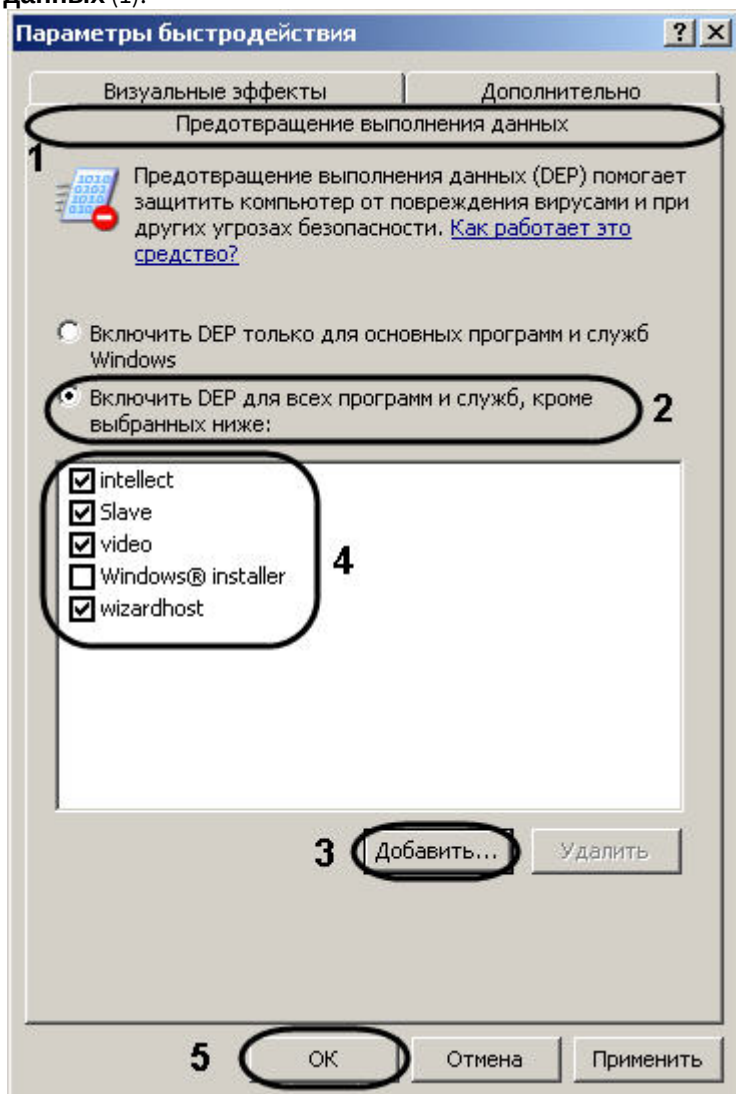 данных (1).
Параметры быстродействия
Визуальные эффекты Дополнительно
Предотвращение выполнения данных
1
Предотвращение выполнения данных (DEP) помогает
защитить компьютер от повреждения вирусами и при
других угрозах безопасности. Как работает это
средство?
Включить DEP только для основных программ и служб
Windows
Включить DEP для всех программ и служб, кроме
выбранных ниже:
2
intellect
Slave
video
Windows® installer
wizardhost
4
3 Добавить... Удалить
5 ОК Отмена Применить